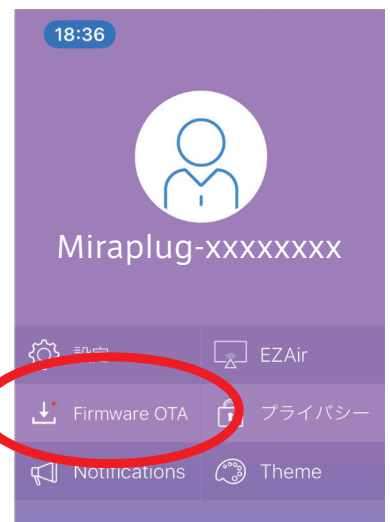 18:36
Miraplug-xxxxxxxx
設定
EZAir
Firmware OTA
プライバシー
Notifications
Theme